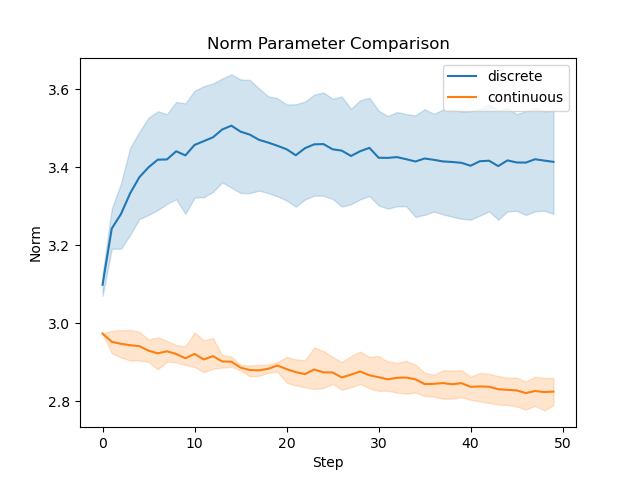 Norm Parameter Comparison
discrete
continuous
3.6
3.4
3.2
3.0
2.8
Norm
0 10 20 30 40 50
Step